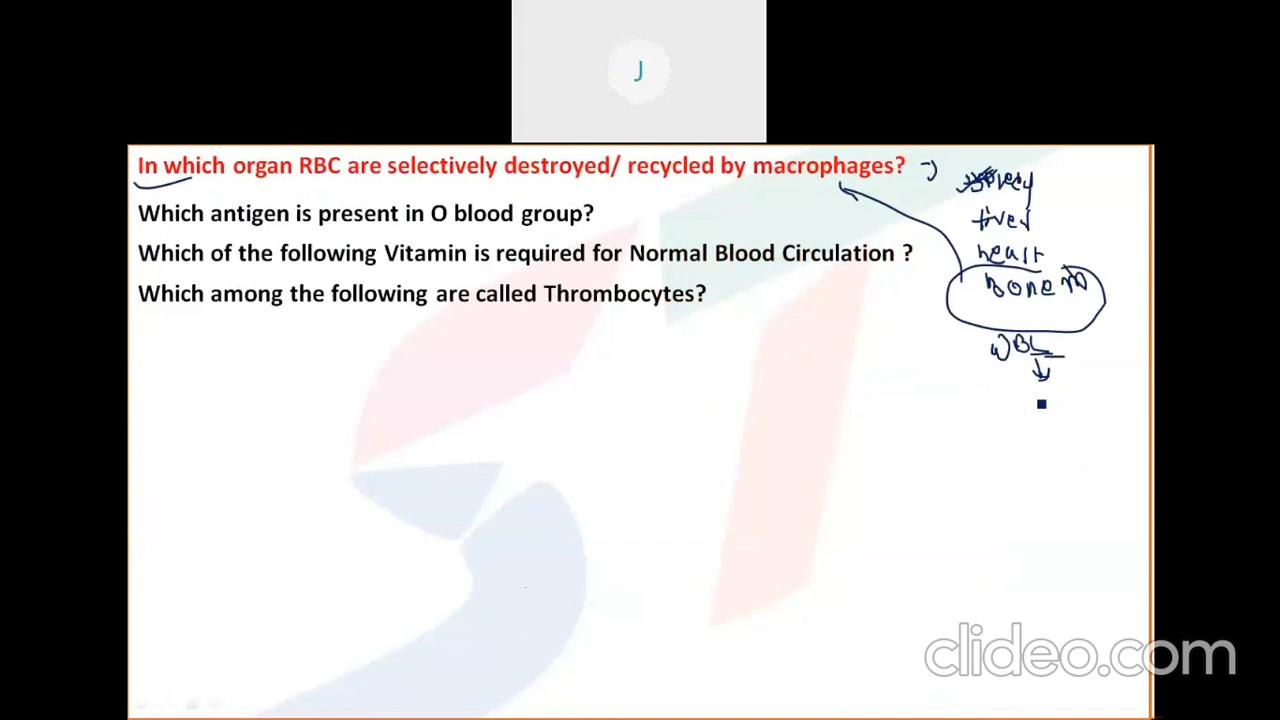 J
In which organ RBC are selectively destroyed/ recycled by macrophages?
Which antigen is present in O blood group?
Which of the following Vitamin is required for Normal Blood Circulation ?
Which among the following are called Thrombocytes?
liver
heart
bone M
WBC
clideo.com